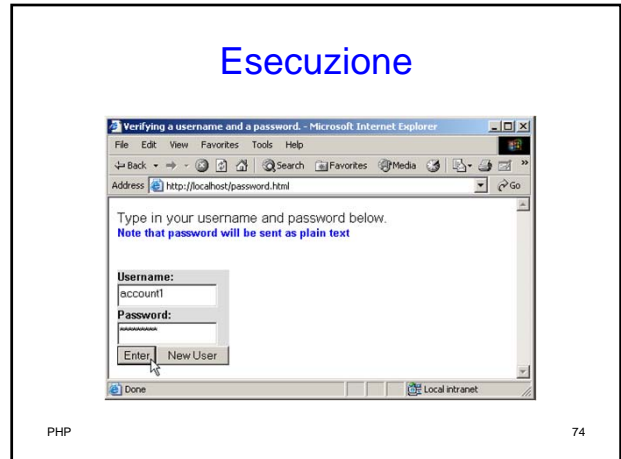 Esecuzione
Verifying a username and a password. - Microsoft Internet Explorer
File Edit View Favorites Tools Help
Back Search Favorites Media
Address http://localhost/password.html Go
Type in your username and password below.
Note that password will be sent as plain text
Username:
account1
Password:
*********
Enter New User
Done Local intranet
PHP 74